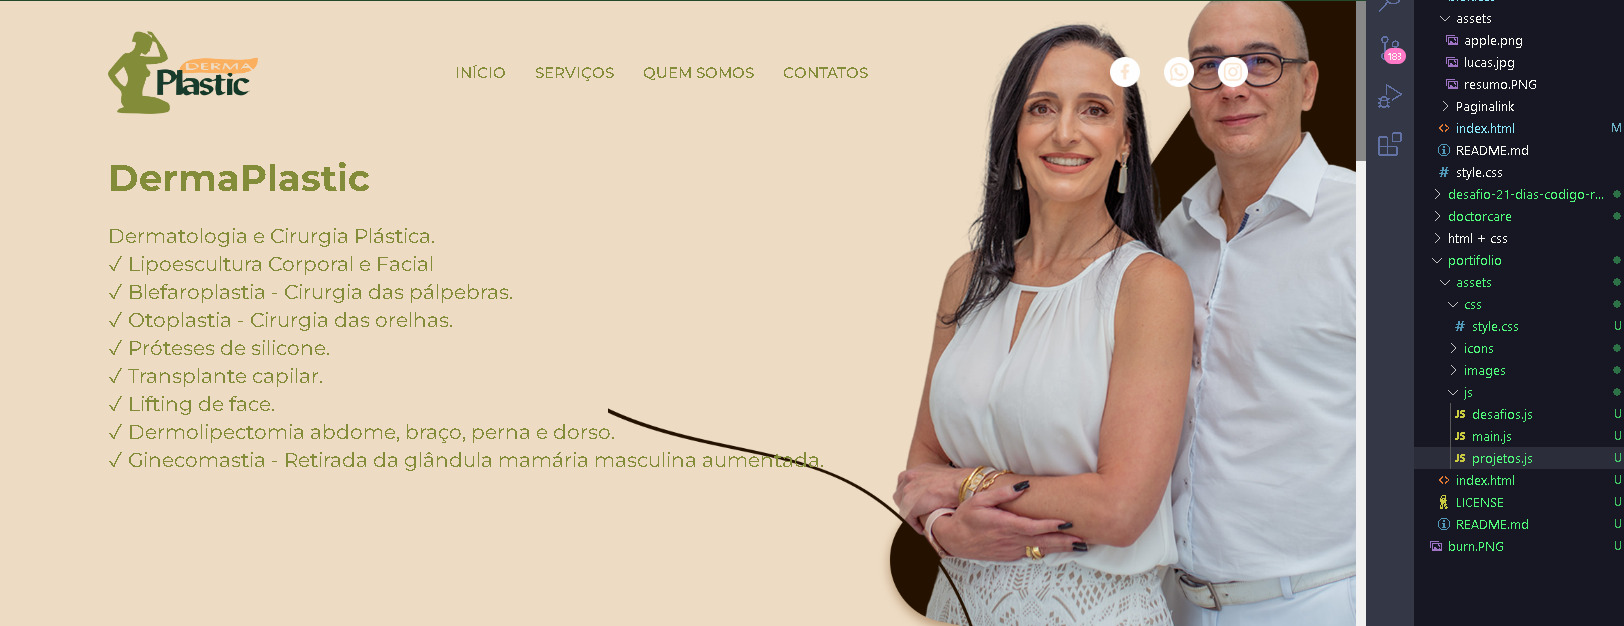 DERMA
Plastic
INÍCIO SERVIÇOS QUEM SOMOS CONTATOS
DermaPlastic
Dermatologia e Cirurgia Plástica.
✓ Lipoescultura Corporal e Facial
✓ Blefaroplastia - Cirurgia das pálpebras.
✓ Otoplastia - Cirurgia das orelhas.
✓ Próteses de silicone.
✓ Transplante capilar.
✓ Lifting de face.
✓ Dermolipectomia abdome, braço, perna e dorso.
✓ Ginecomastia - Retirada da glândula mamária masculina aumentada.
183
assets
apple.png
lucas.jpg
resumo.PNG
Paginalink
index.html M
README.md
# style.css
desafio-21-dias-codigo-r...
doctorcare
html + css
portifolio
assets
css
# style.css U
icons
images
js
JS desafios.js U
JS main.js U
JS projetos.js U
index.html U
LICENSE U
README.md U
burn.PNG U